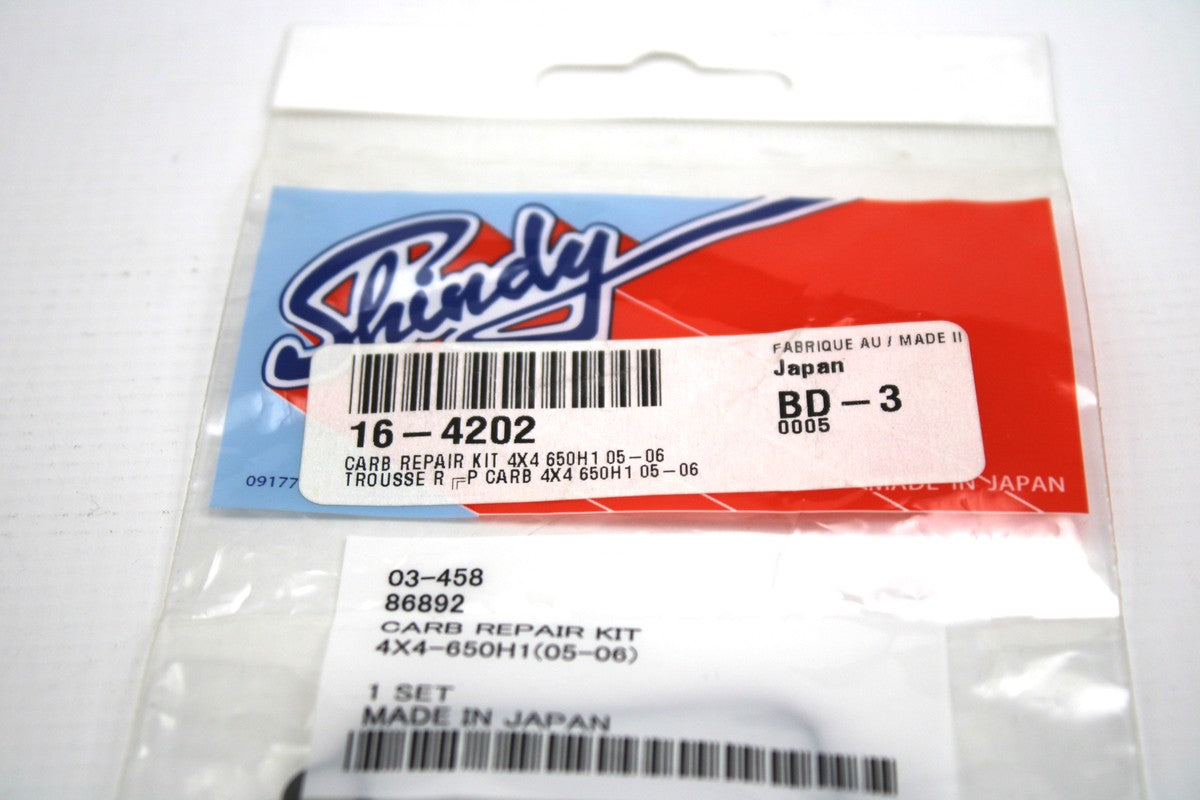 Shindy
FABRIQUE AU / MADE II
Japan
16-4202
BD-3
0005
CARB REPAIR KIT 4X4 650H1 05-06
TROUSSE R ╔P CARB 4X4 650H1 05-06
09177
MADE IN JAPAN
03-458
86892
CARB REPAIR KIT
4X4-650H1(05-06)
1 SET
MADE IN JAPAN